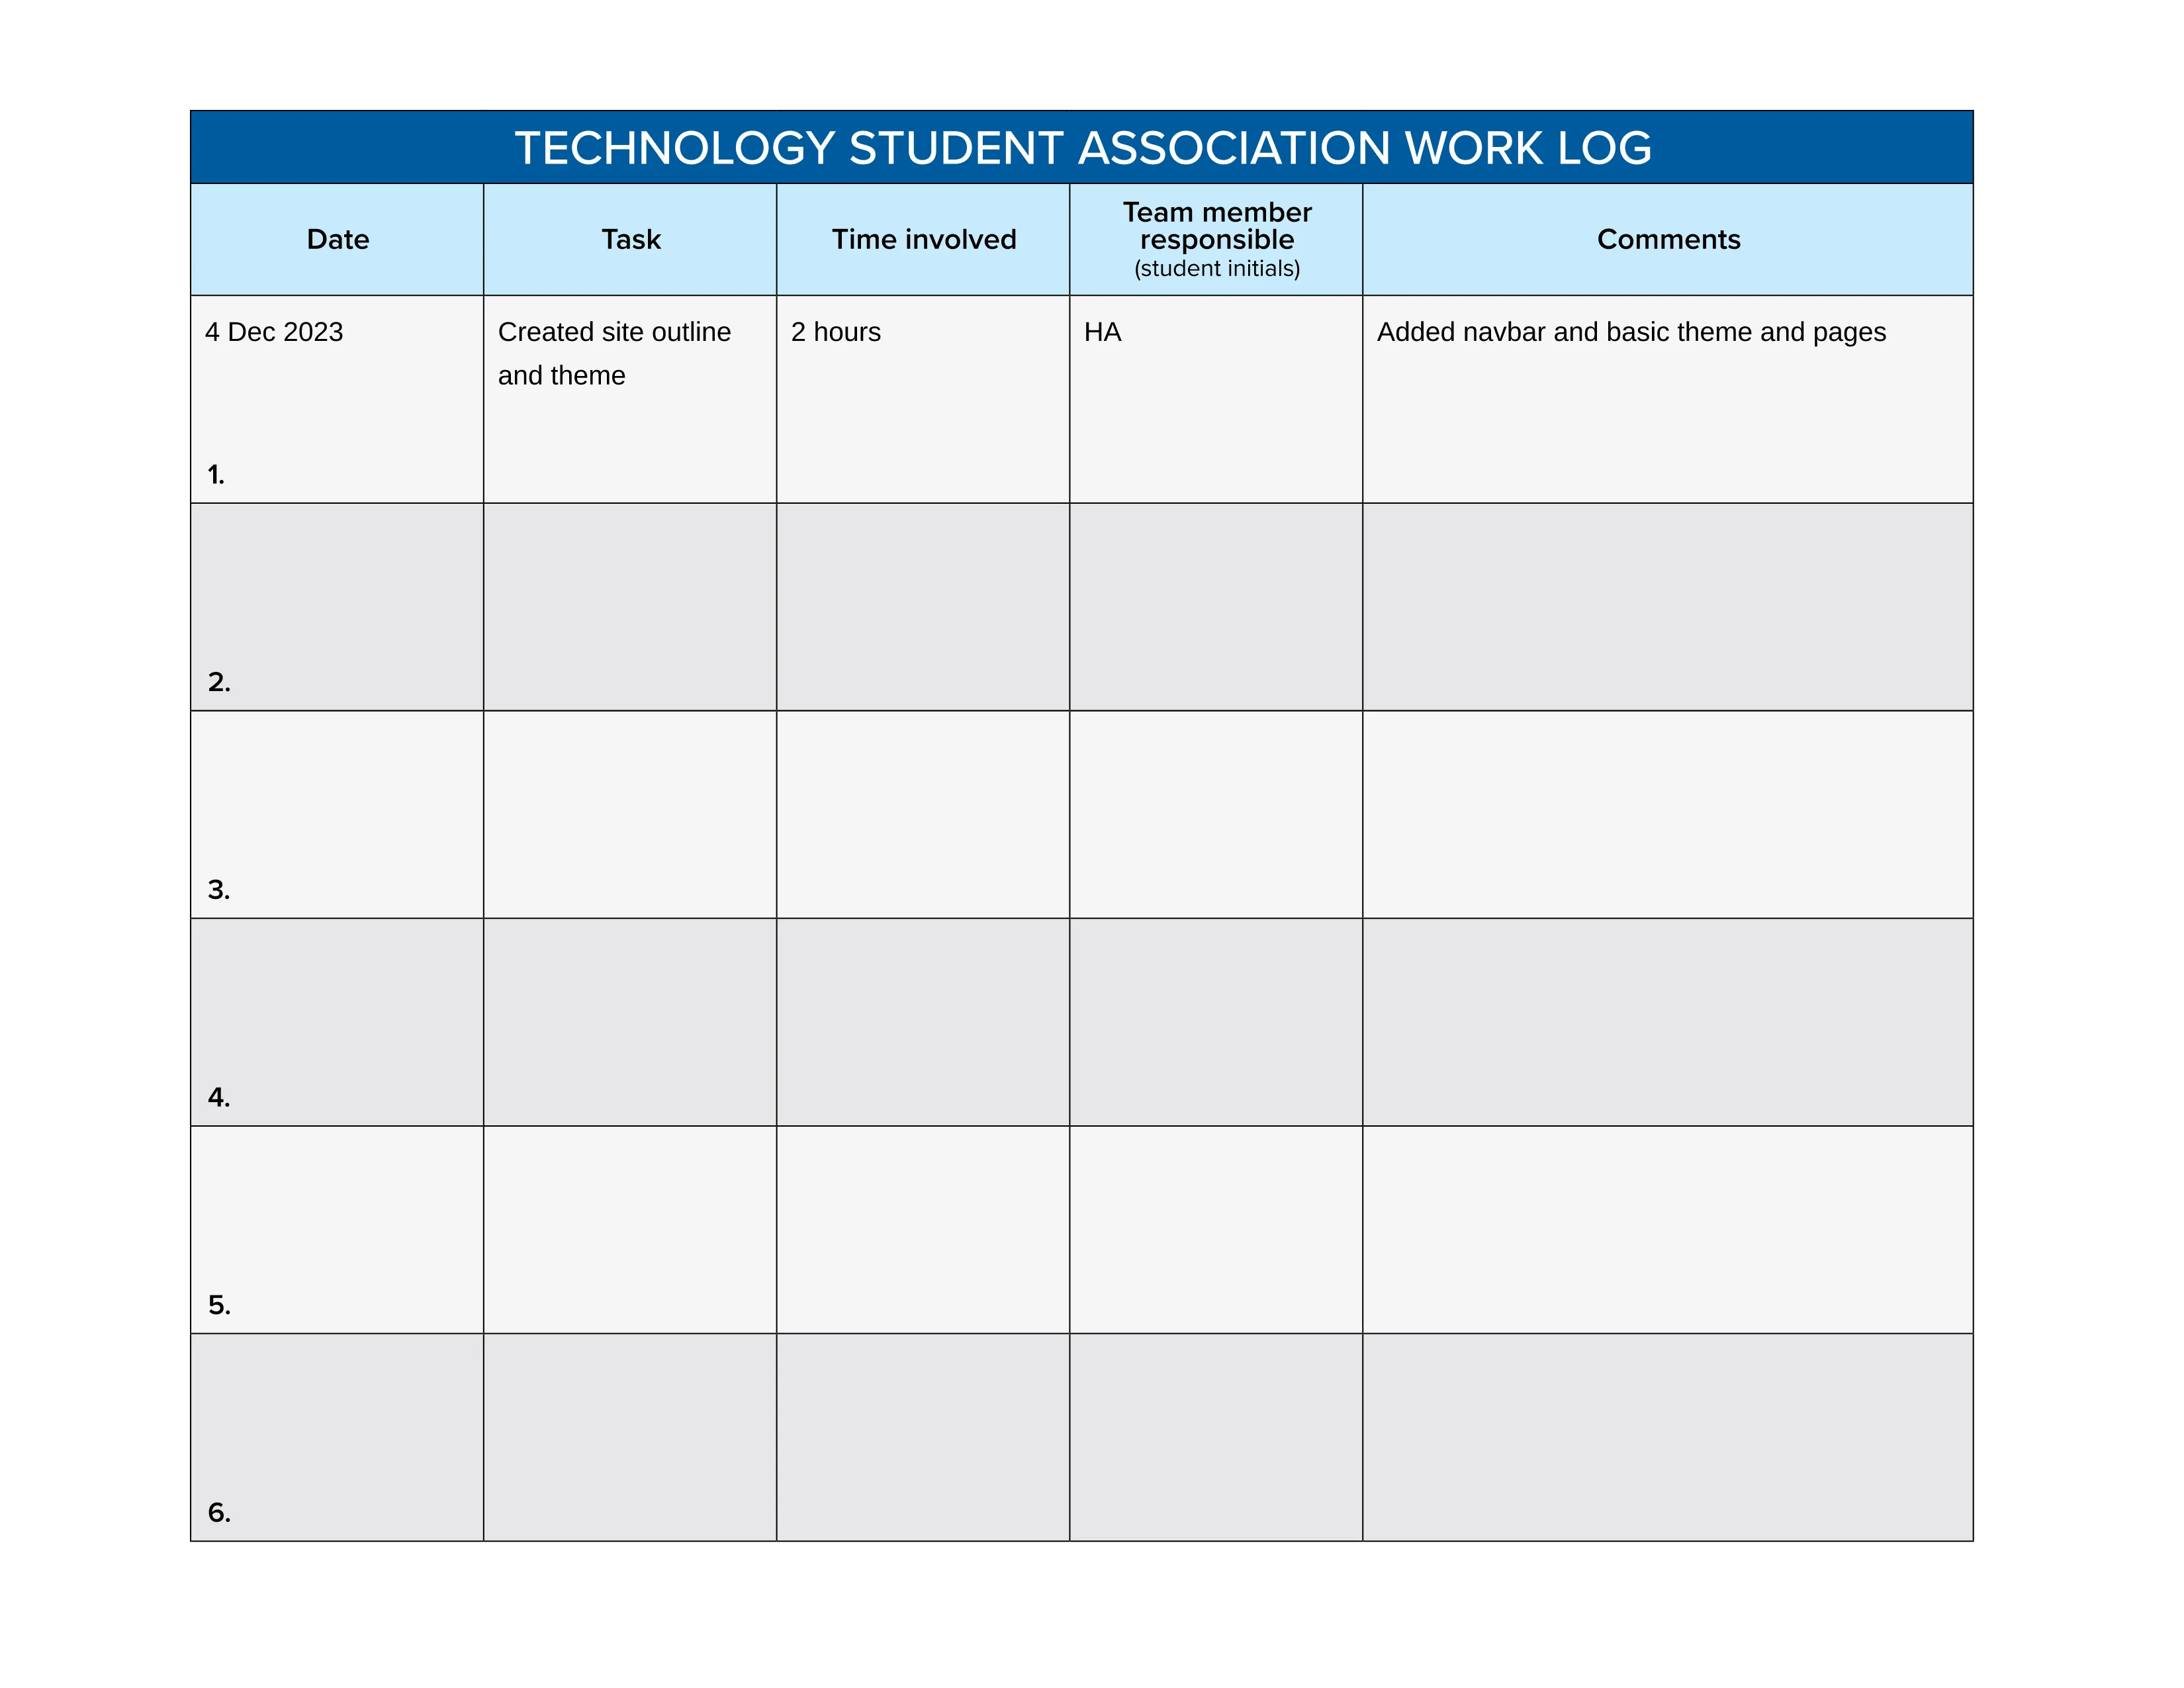 TECHNOLOGY STUDENT ASSOCIATION WORK LOG
Date
Task
Time involved
Team member
responsible
(student initials)
Comments
4 Dec 2023
Created site outline
and theme
2 hours
HA
Added navbar and basic theme and pages
1.
2.
3.
4.
5.
6.